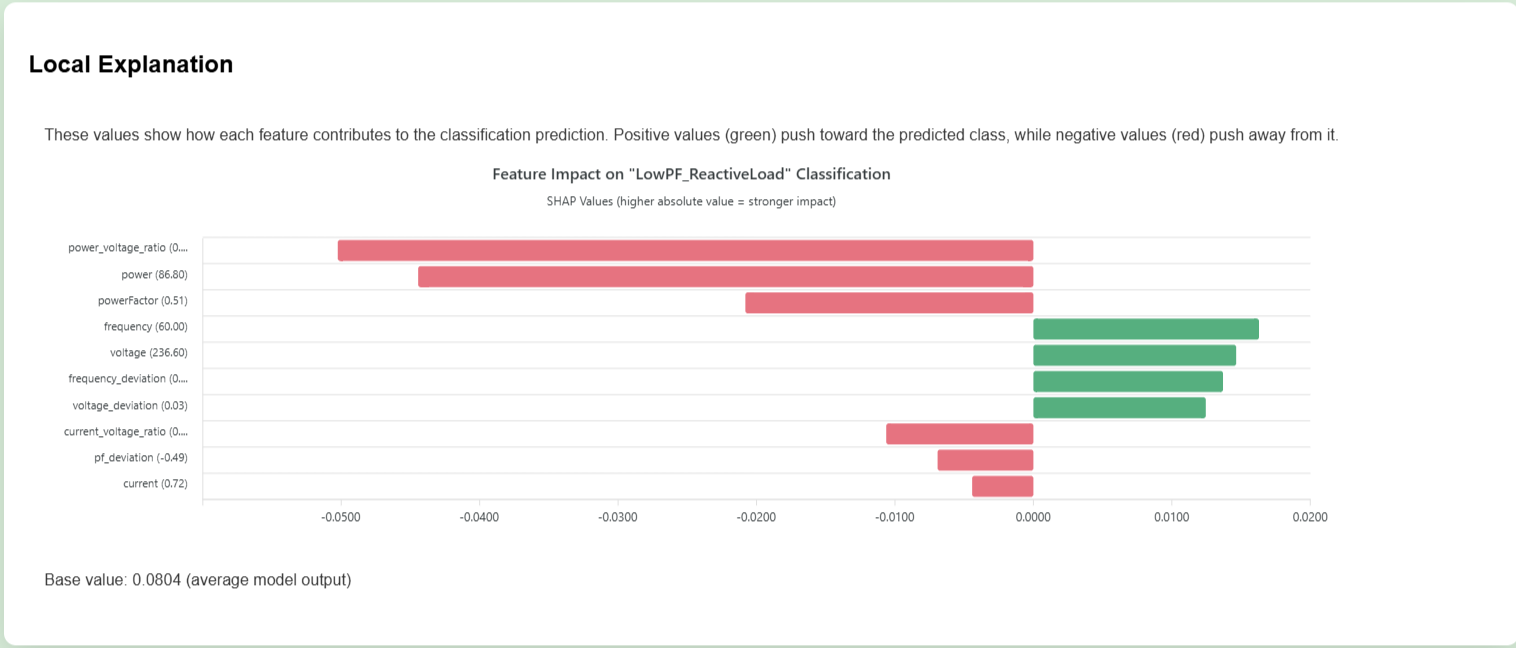 Local Explanation
These values show how each feature contributes to the classification prediction. Positive values (green) push toward the predicted class, while negative values (red) push away from it.
Feature Impact on "LowPF_ReactiveLoad" Classification
SHAP Values (higher absolute value = stronger impact)
power_voltage_ratio (0....
power (86.80)
powerFactor (0.51)
frequency (60.00)
voltage (236.60)
frequency_deviation (0....
voltage_deviation (0.03)
current_voltage_ratio (0....
pf_deviation (-0.49)
current (0.72)
-0.0500 -0.0400 -0.0300 -0.0200 -0.0100 0.0000 0.0100 0.0200
Base value: 0.0804 (average model output)